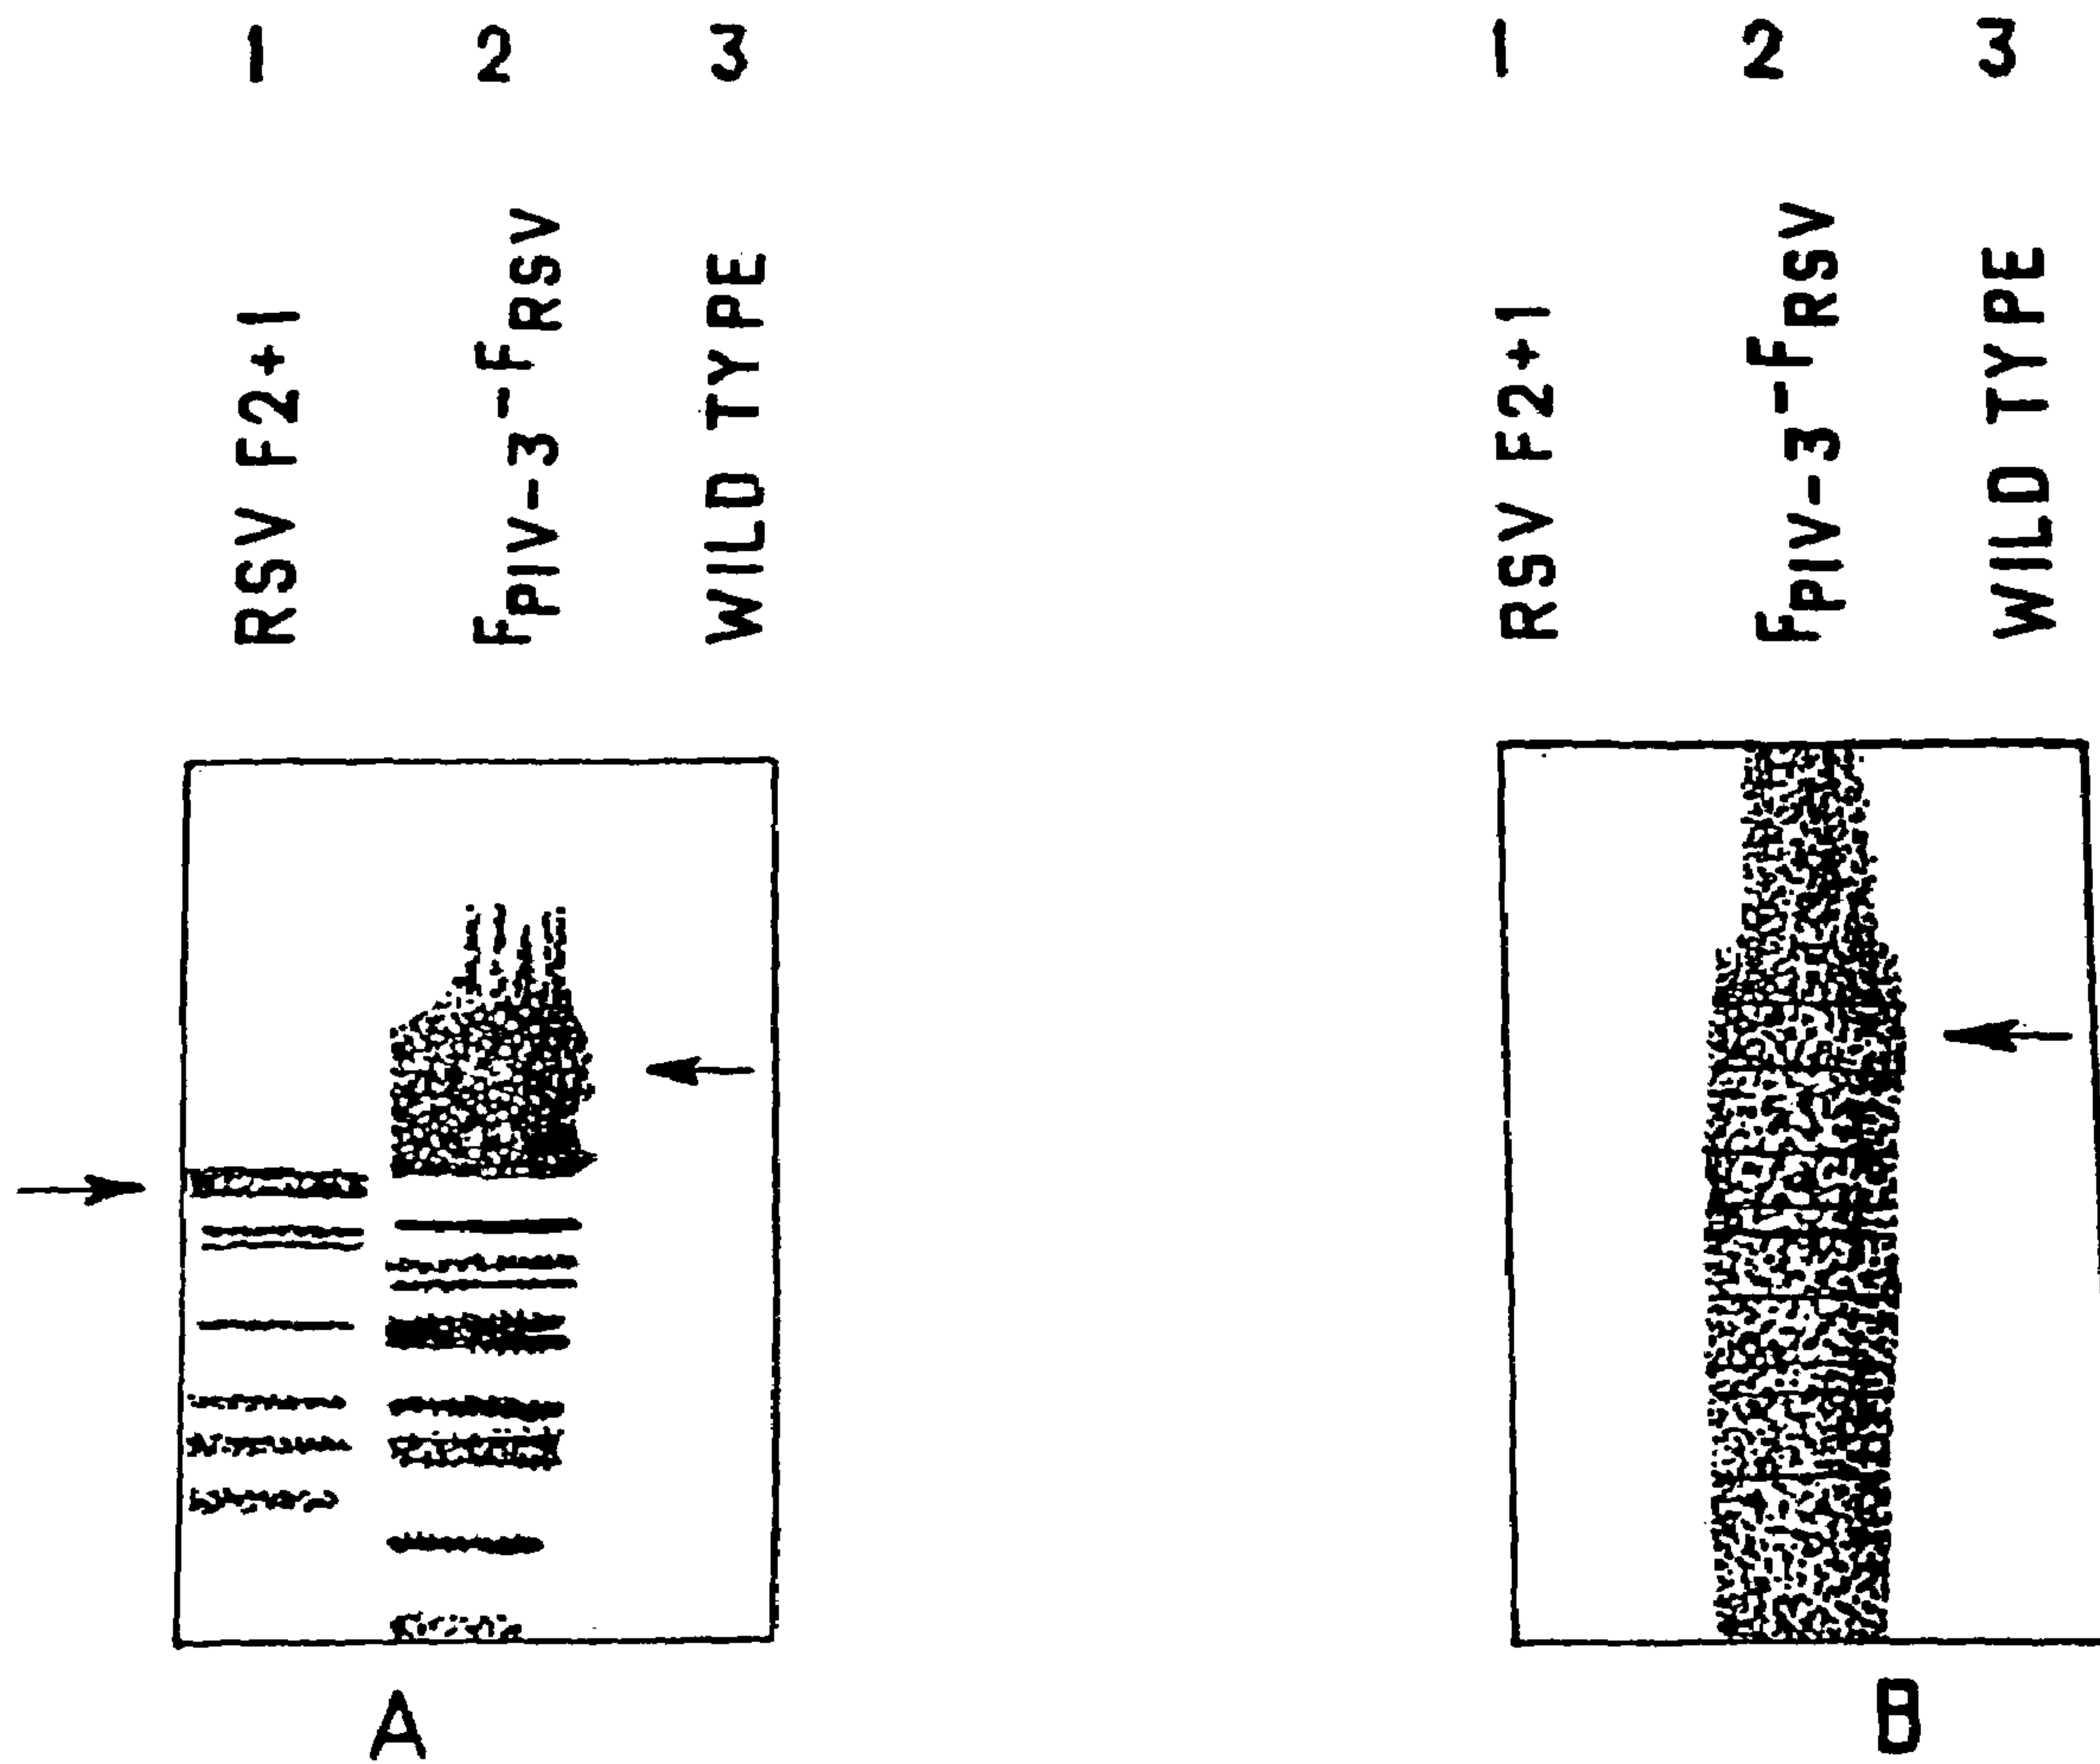 1 2 3
RSV F2+1
FPIV-3-FRSV
WILD TYPE
A
1 2 3
RSV F2+1
FPIV-3-FRSV
WILD TYPE
B